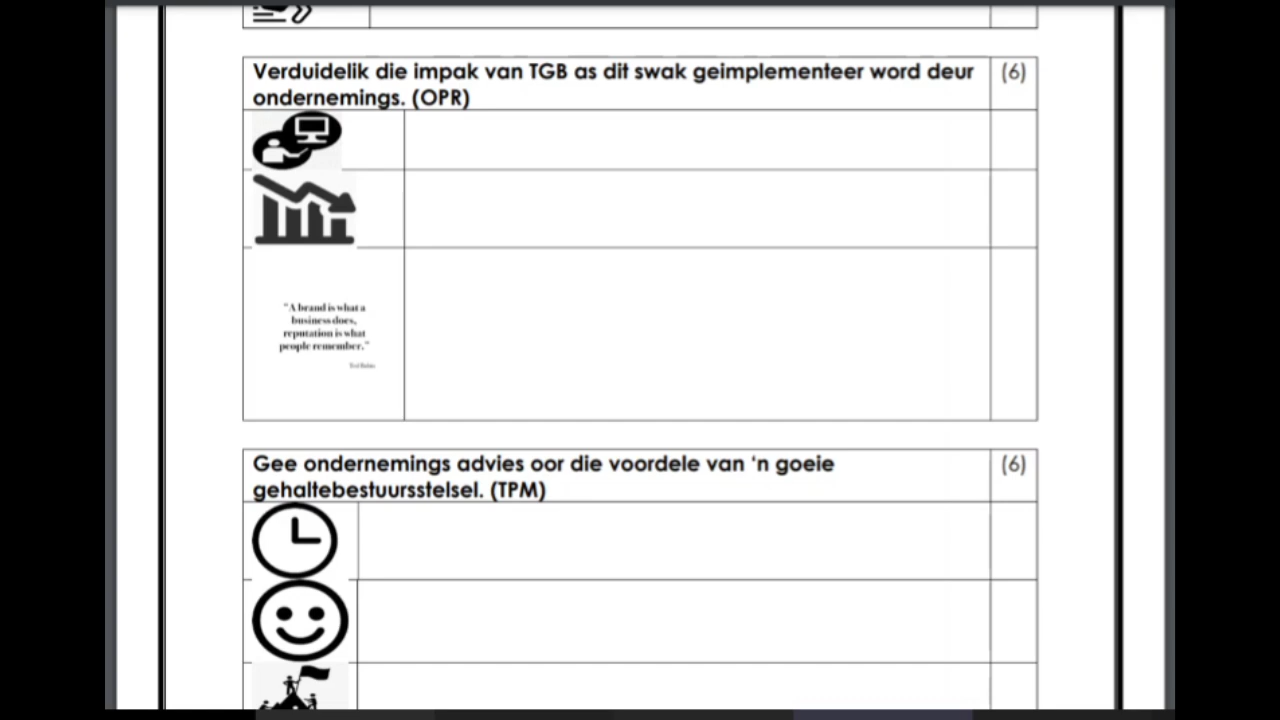 Verduidelik die impak van TGB as dit swak geimplementeer word deur
ondernemings. (OPR)
(6)
"A brand is what a
business does,
reputation is what
people remember."
Gee ondernemings advies oor die voordele van ‘n goeie
gehaltebestuursstelsel. (TPM)
(6)